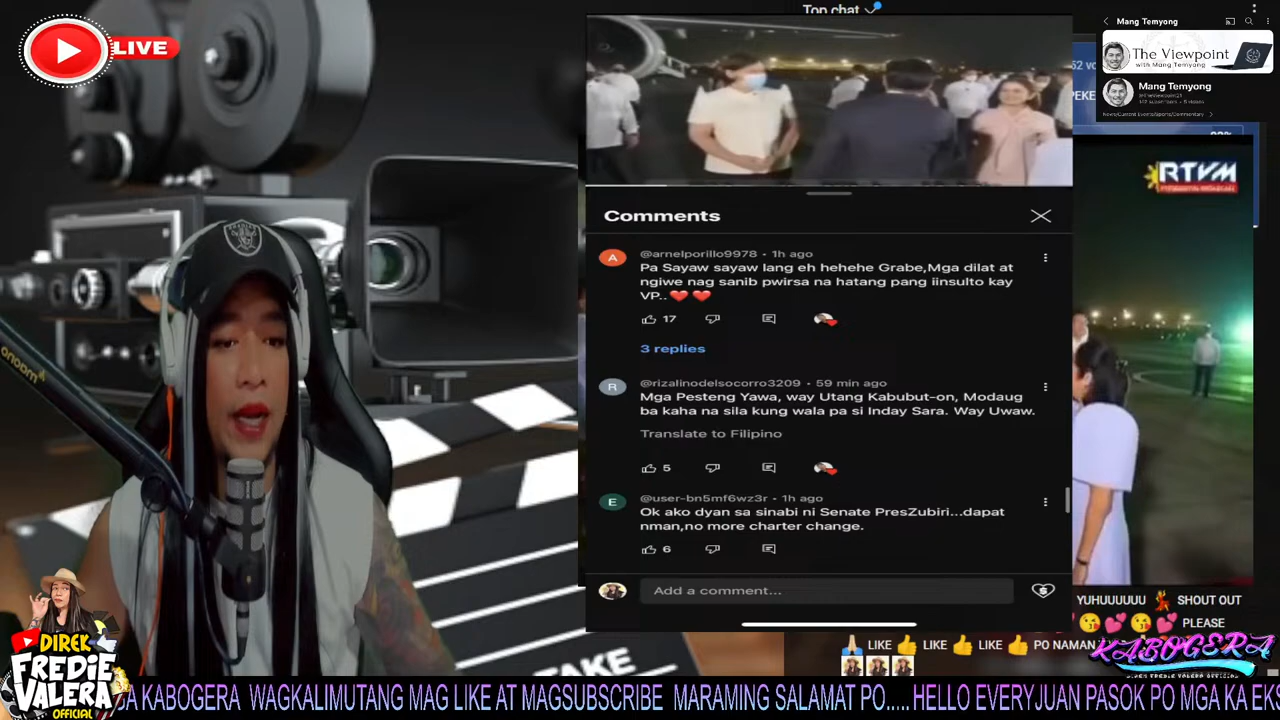 LIVE
Top chat
Mang Temyong
The Viewpoint
with Mang Temyong
Mang Temyong
RTVM
Comments
@arnelporillo9978 • 1h ago
Pa Sayaw sayaw lang eh hehehe Grabe,Mga dilat at
ngiwe nag sanib pwirsa na hatang pang iinsulto kay
VP..❤️ ❤️
17
3 replies
@rizalinodelsocorro3209 • 59 min ago
Mga Pesteng Yawa, way Utang Kabubut-on, Modaug
ba kaha na sila kung wala pa si Inday Sara. Way Uwaw.
Translate to Filipino
5
@user-bn5mf6wz3r • 1h ago
Ok ako dyan sa sinabi ni Senate PresZubiri...dapat
nman,no more charter change.
6
Add a comment...
A
R
E
RAIDERS
maono
YUHUUUUU 💃 SHOUT OUT
PLEASE
🙏 LIKE 👍 LIKE 👍 LIKE 👍 PO NAMAN
KABOGERA
TAKE
DIREK
FREDiE
VALERA
OFFICIAL
GA KABOGERA WAGKALIMUTANG MAG LIKE AT MAGSUBSCRIBE MARAMING SALAMAT PO..... HELLO EVERYJUAN PASOK PO MGA KA EKS